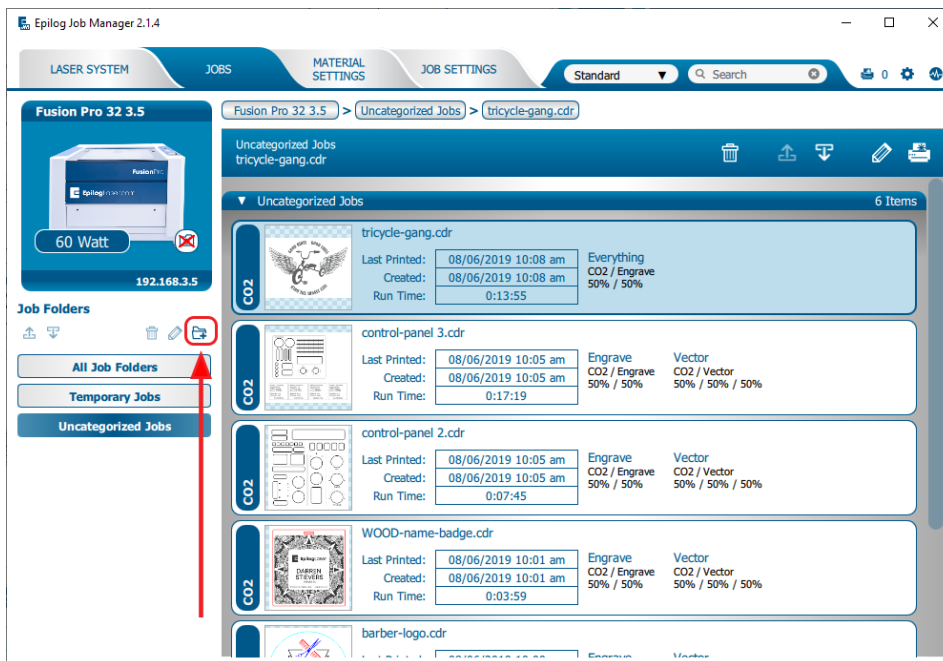 Epilog Job Manager 2.1.4
LASER SYSTEM
JOBS
MATERIAL
SETTINGS
JOB SETTINGS
Standard
Search
0
Fusion Pro 32 3.5
FusionPro
60 Watt
192.168.3.5
Job Folders
All Job Folders
Temporary Jobs
Uncategorized Jobs
Fusion Pro 32 3.5 > Uncategorized Jobs > tricycle-gang.cdr
Uncategorized Jobs
tricycle-gang.cdr
Uncategorized Jobs 6 Items
CO2
tricycle-gang.cdr
Last Printed: 08/06/2019 10:08 am
Created: 08/06/2019 10:08 am
Run Time: 0:13:55
Everything
CO2 / Engrave
50% / 50%
CO2
control-panel 3.cdr
Last Printed: 08/06/2019 10:05 am
Created: 08/06/2019 10:05 am
Run Time: 0:17:19
Engrave
CO2 / Engrave
50% / 50%
Vector
CO2 / Vector
50% / 50% / 50%
CO2
control-panel 2.cdr
Last Printed: 08/06/2019 10:05 am
Created: 08/06/2019 10:05 am
Run Time: 0:07:45
Engrave
CO2 / Engrave
50% / 50%
Vector
CO2 / Vector
50% / 50% / 50%
CO2
DARREN
STIEVERS
WOOD-name-badge.cdr
Last Printed: 08/06/2019 10:01 am
Created: 08/06/2019 10:01 am
Run Time: 0:03:59
Engrave
CO2 / Engrave
50% / 50%
Vector
CO2 / Vector
50% / 50% / 50%
barber-logo.cdr